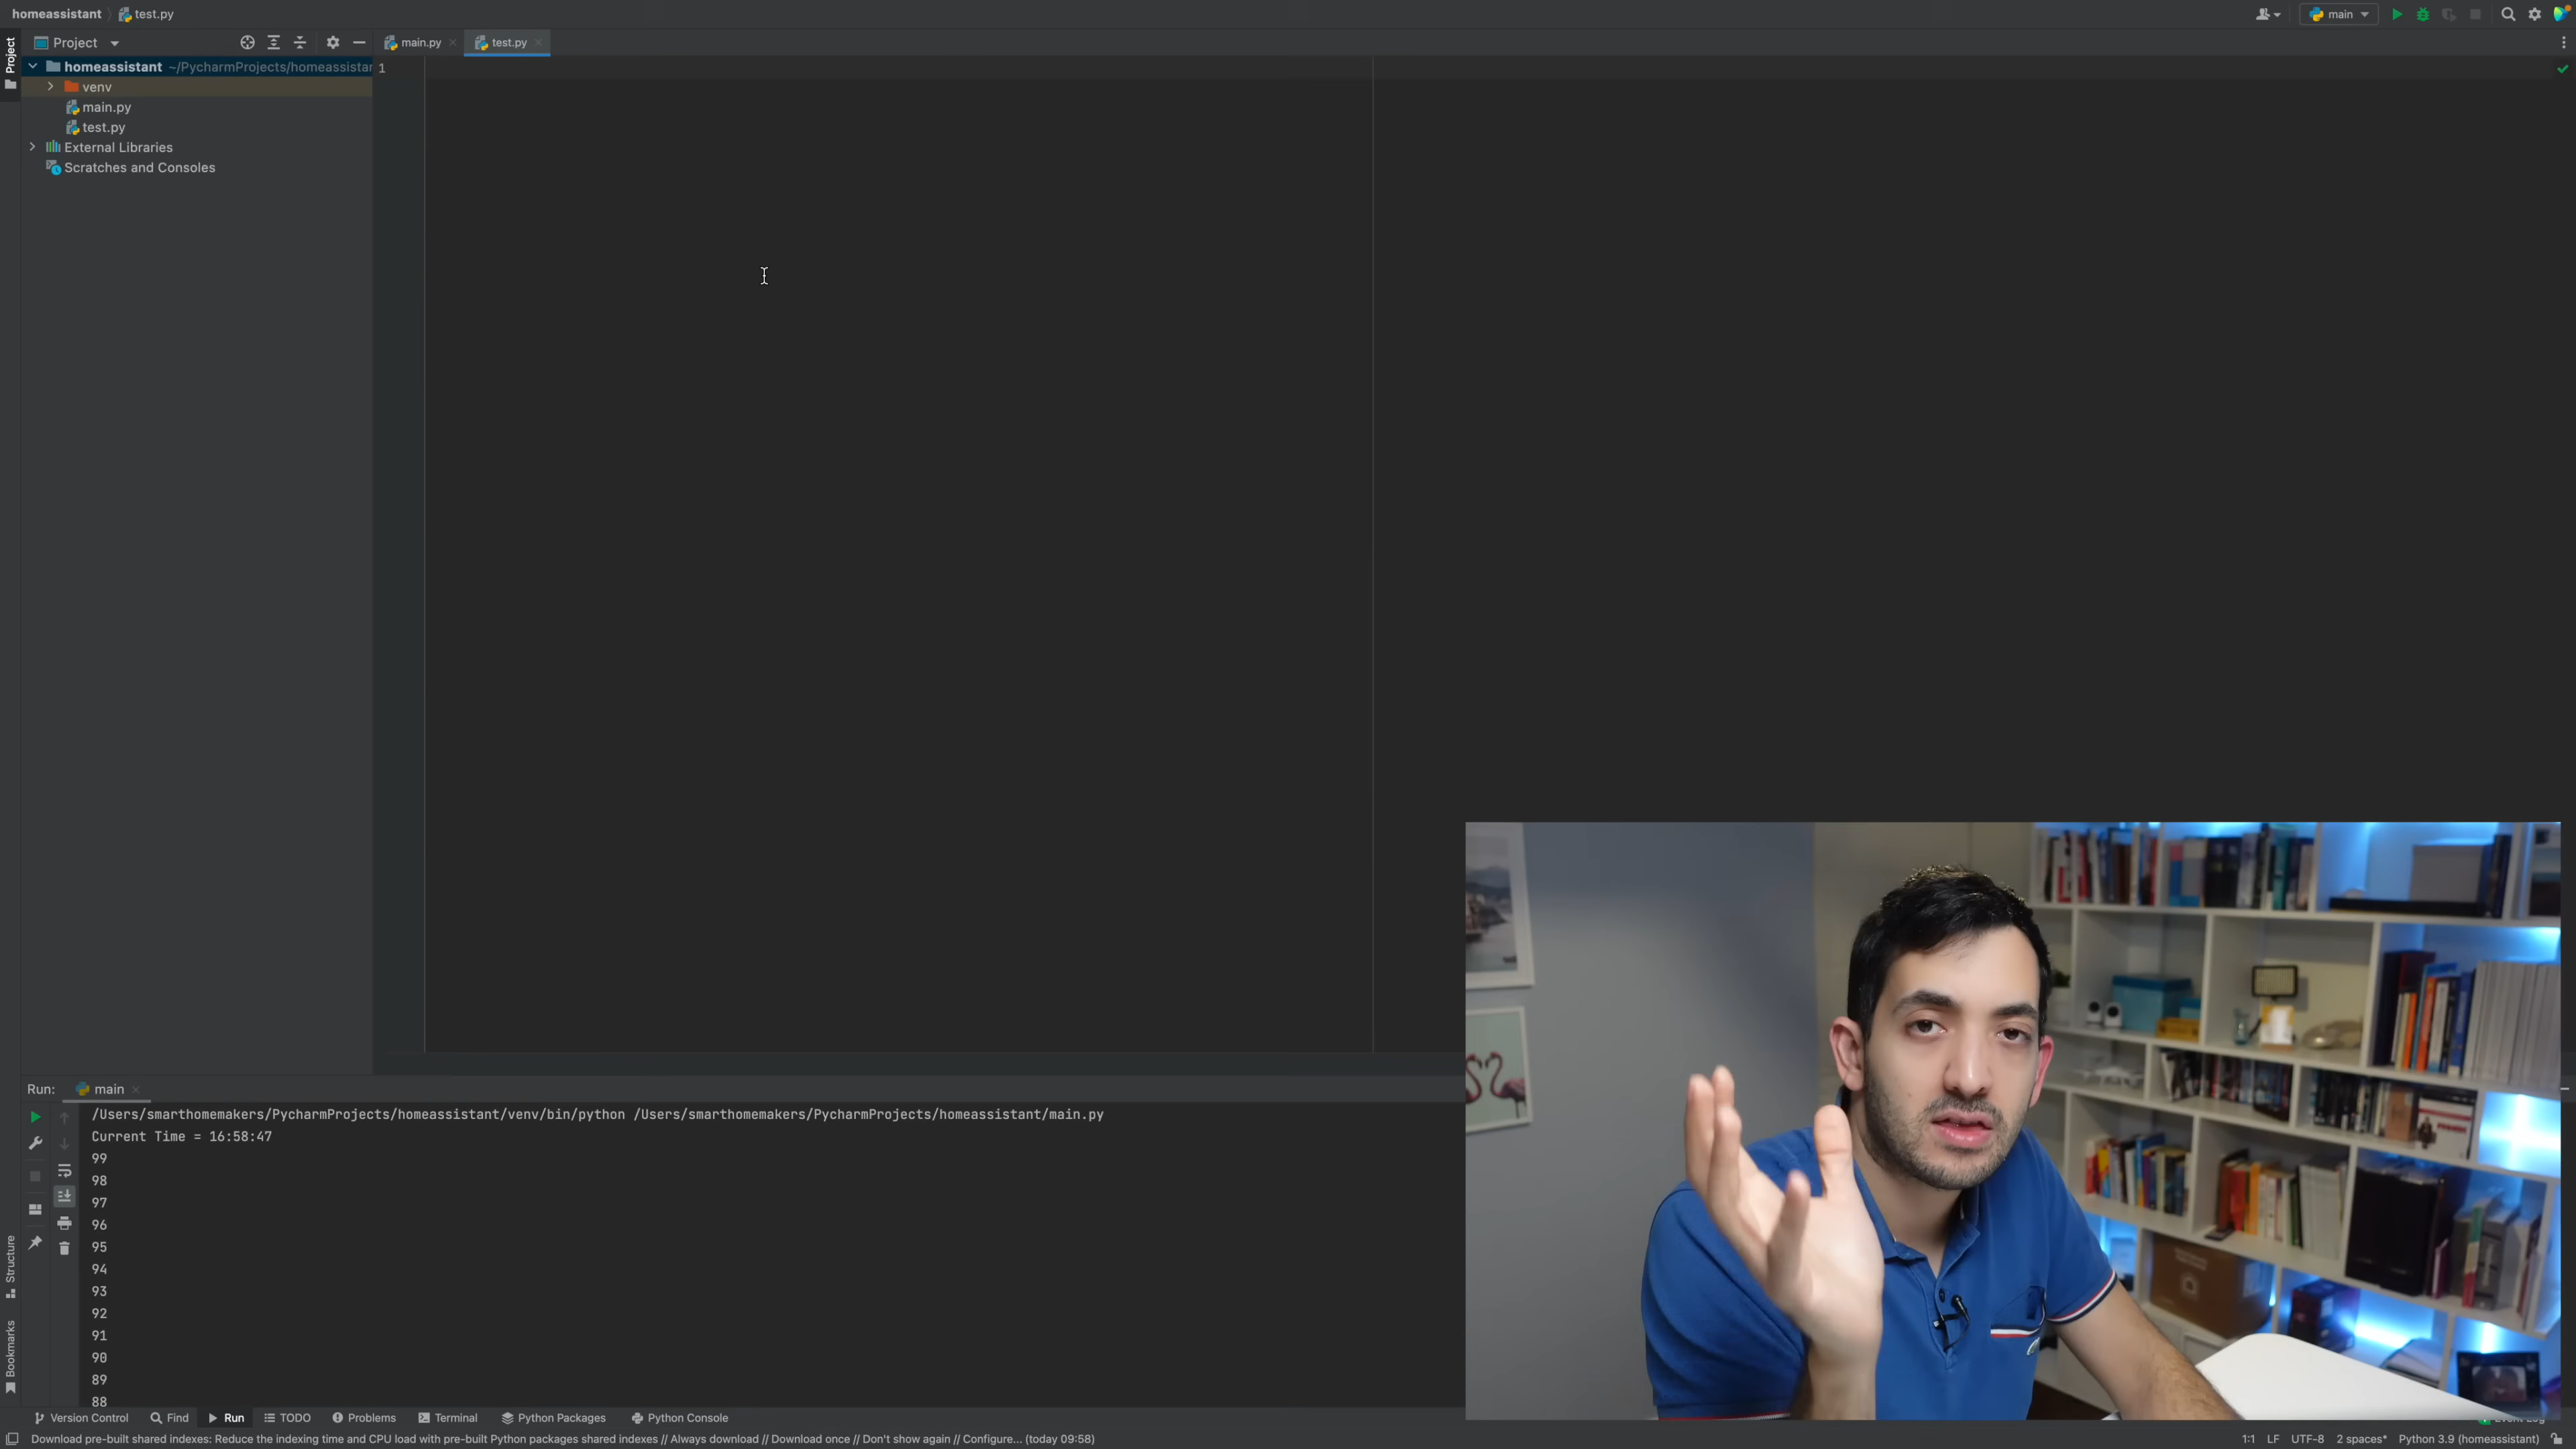 homeassistant test.py
main
Project
main.py
test.py
Project
homeassistant ~/PycharmProjects/homeassistar
1
venv
main.py
test.py
External Libraries
Scratches and Consoles
Run: main
/Users/smarthomemakers/PycharmProjects/homeassistant/venv/bin/python /Users/smarthomemakers/PycharmProjects/homeassistant/main.py
Current Time = 16:58:47
99
98
97
96
95
94
93
92
91
90
89
88
Structure
Bookmarks
Version Control Find Run TODO Problems Terminal Python Packages Python Console
Download pre-built shared indexes: Reduce the indexing time and CPU load with pre-built Python packages shared indexes // Always download // Download once // Don't show again // Configure... (today 09:58)
1:1 LF UTF-8 2 spaces* Python 3.9 (homeassistant)